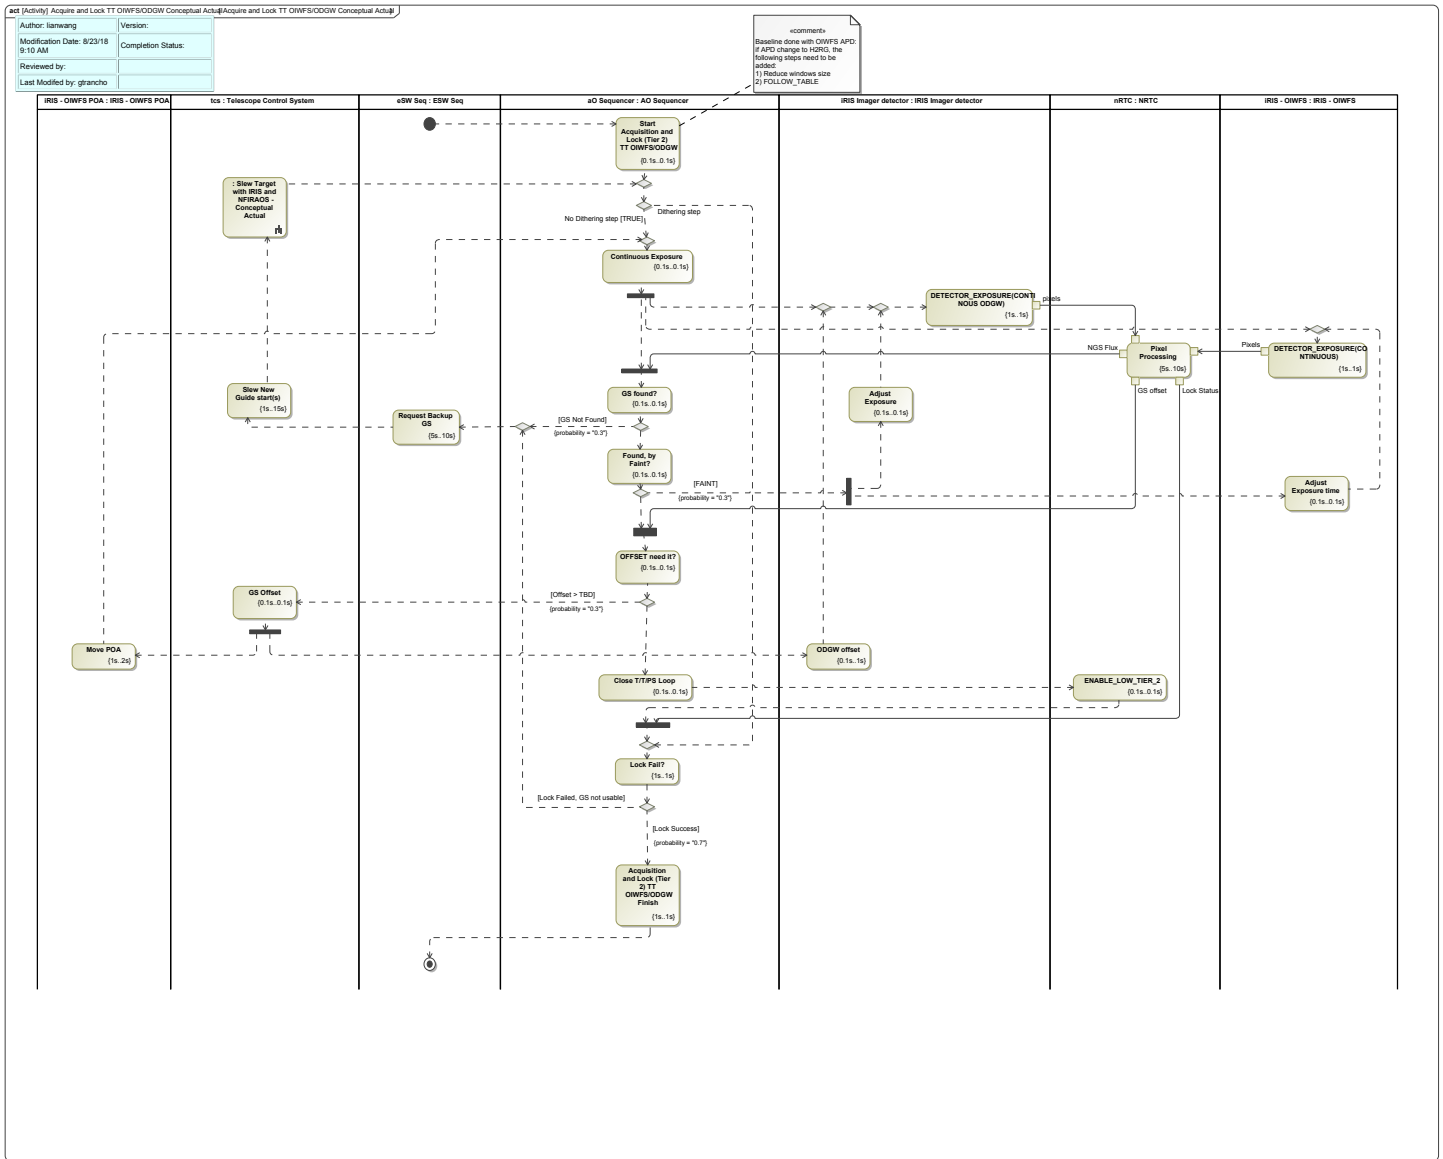 act [Activity] Acquire and Lock TT OIWFS/ODGW Conceptual Actual[Acquire and Lock TT OIWFS/ODGW Conceptual Actual]
Author: lianwang
Version:
Modification Date: 8/23/18
9:10 AM
Completion Status:
Reviewed by:
Last Modifed by: gtrancho
«comment»
Baseline done with OIWFS APD:
if APD change to H2RG, the
following steps need to be
added:
1) Reduce windows size
2) FOLLOW_TABLE
iRIS - OIWFS POA : IRIS - OIWFS POA
tcs : Telescope Control System
eSW Seq : ESW Seq
aO Sequencer : AO Sequencer
iRIS Imager detector : IRIS Imager detector
nRTC : NRTC
iRIS - OIWFS : IRIS - OIWFS
Start
Acquisition and
Lock (Tier 2)
TT OIWFS/ODGW
{0.1s..0.1s}
: Slew Target
with IRIS and
NFIRAOS -
Conceptual
Actual
Dithering step
No Dithering step [TRUE]
Continuous Exposure
{0.1s..0.1s}
DETECTOR_EXPOSURE(CONTI
NOUS ODGW)
{1s..1s}
pixels
NGS Flux
Pixel
Processing
{5s..10s}
Pixels
DETECTOR_EXPOSURE(CO
NTINUOUS)
{1s..1s}
GS offset
Lock Status
Slew New
Guide start(s)
{1s..15s}
GS found?
{0.1s..0.1s}
Adjust
Exposure
{0.1s..0.1s}
Request Backup
GS
{5s..10s}
[GS Not Found]
{probability = "0.3"}
Found, by
Faint?
{0.1s..0.1s}
[FAINT]
{probability = "0.3"}
Adjust
Exposure time
{0.1s..0.1s}
OFFSET need it?
{0.1s..0.1s}
GS Offset
{0.1s..0.1s}
[Offset > TBD]
{probability = "0.3"}
Move POA
{1s..2s}
ODGW offset
{0.1s..1s}
Close T/T/PS Loop
{0.1s..0.1s}
ENABLE_LOW_TIER_2
{0.1s..0.1s}
Lock Fail?
{1s..1s}
[Lock Failed, GS not usable]
[Lock Success]
{probability = "0.7"}
Acquisition
and Lock (Tier
2) TT
OIWFS/ODGW
Finish
{1s..1s}